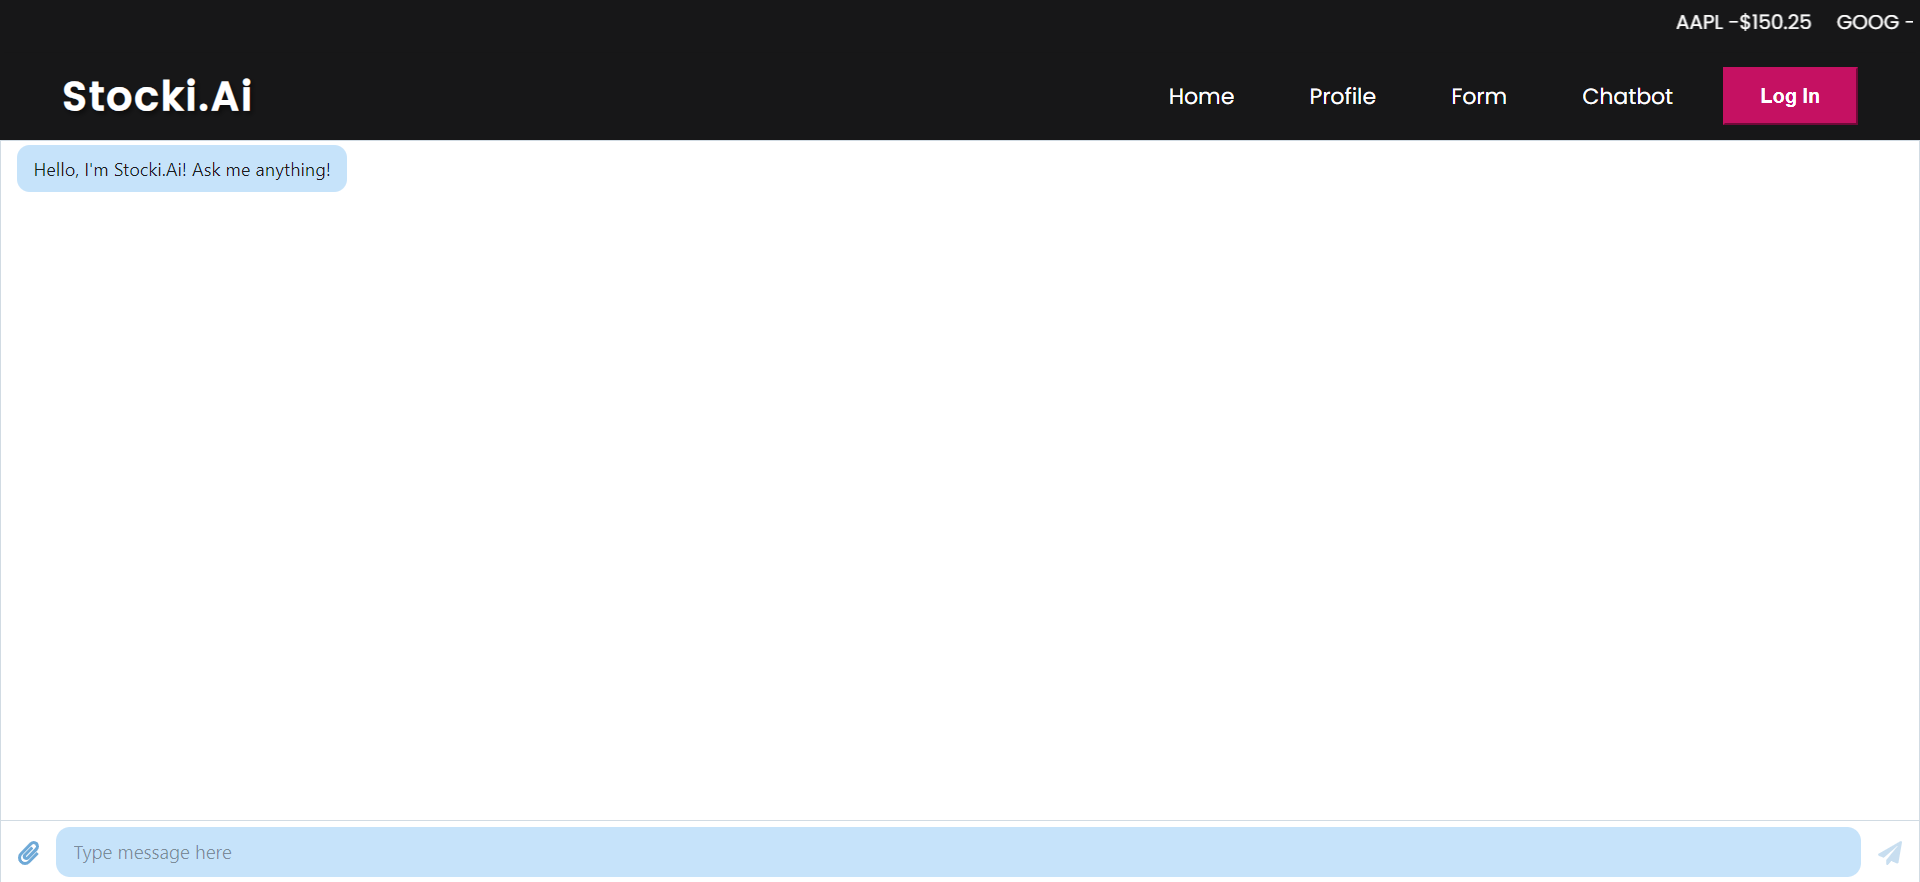 AAPL -$150.25 GOOG -
Stocki.Ai
Home Profile Form Chatbot Log In
Hello, I'm Stocki.Ai! Ask me anything!
Type message here